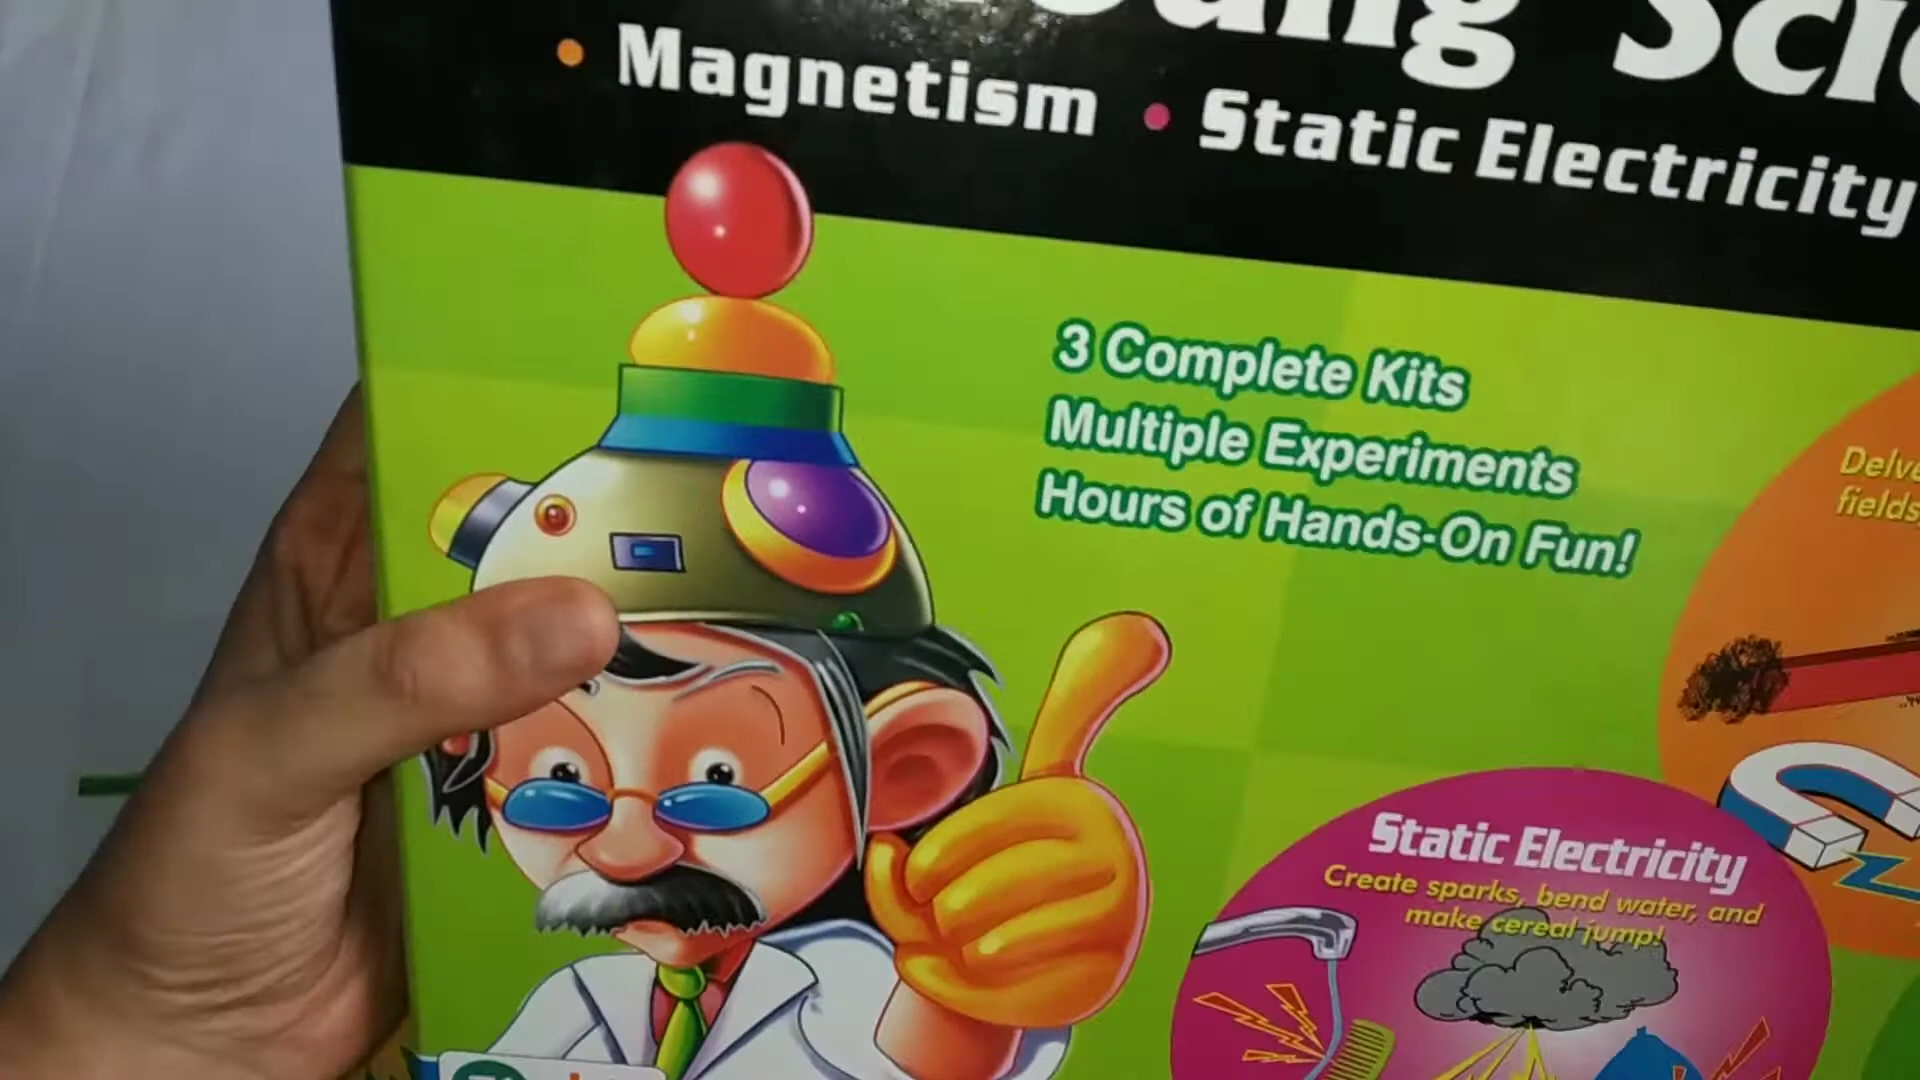 • Magnetism • Static Electricity
3 Complete Kits
Multiple Experiments
Hours of Hands-On Fun!
Static Electricity
Create sparks, bend water, and
make cereal jump!